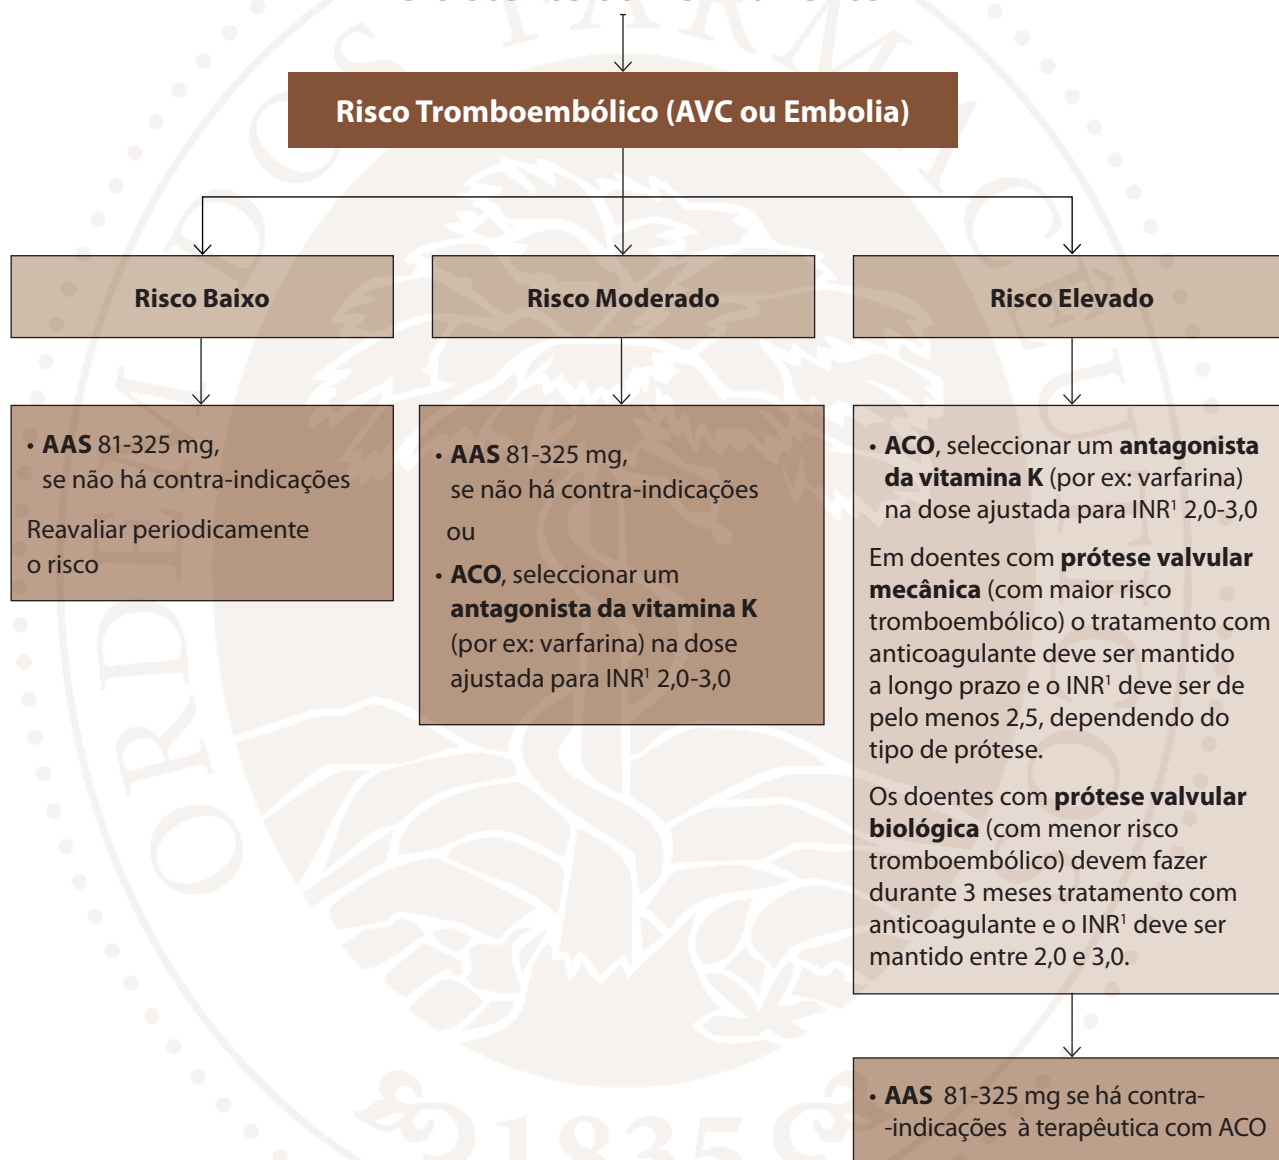 Risco Tromboembólico (AVC ou Embolia)
Risco Baixo
• AAS 81-325 mg,
se não há contra-indicações
Reavaliar periodicamente
o risco
Risco Moderado
• AAS 81-325 mg,
se não há contra-indicações
ou
• ACO, seleccionar um
antagonista da vitamina K
(por ex: varfarina) na dose
ajustada para INR¹ 2,0-3,0
Risco Elevado
• ACO, seleccionar um antagonista
da vitamina K (por ex: varfarina)
na dose ajustada para INR¹ 2,0-3,0
Em doentes com prótese valvular
mecânica (com maior risco
tromboembólico) o tratamento com
anticoagulante deve ser mantido
a longo prazo e o INR¹ deve ser de
pelo menos 2,5, dependendo do
tipo de prótese.
Os doentes com prótese valvular
biológica (com menor risco
tromboembólico) devem fazer
durante 3 meses tratamento com
anticoagulante e o INR¹ deve ser
mantido entre 2,0 e 3,0.
• AAS 81-325 mg se há contra-
-indicações à terapêutica com ACO
ORDEM DOS FARMACÊUTICOS
1835